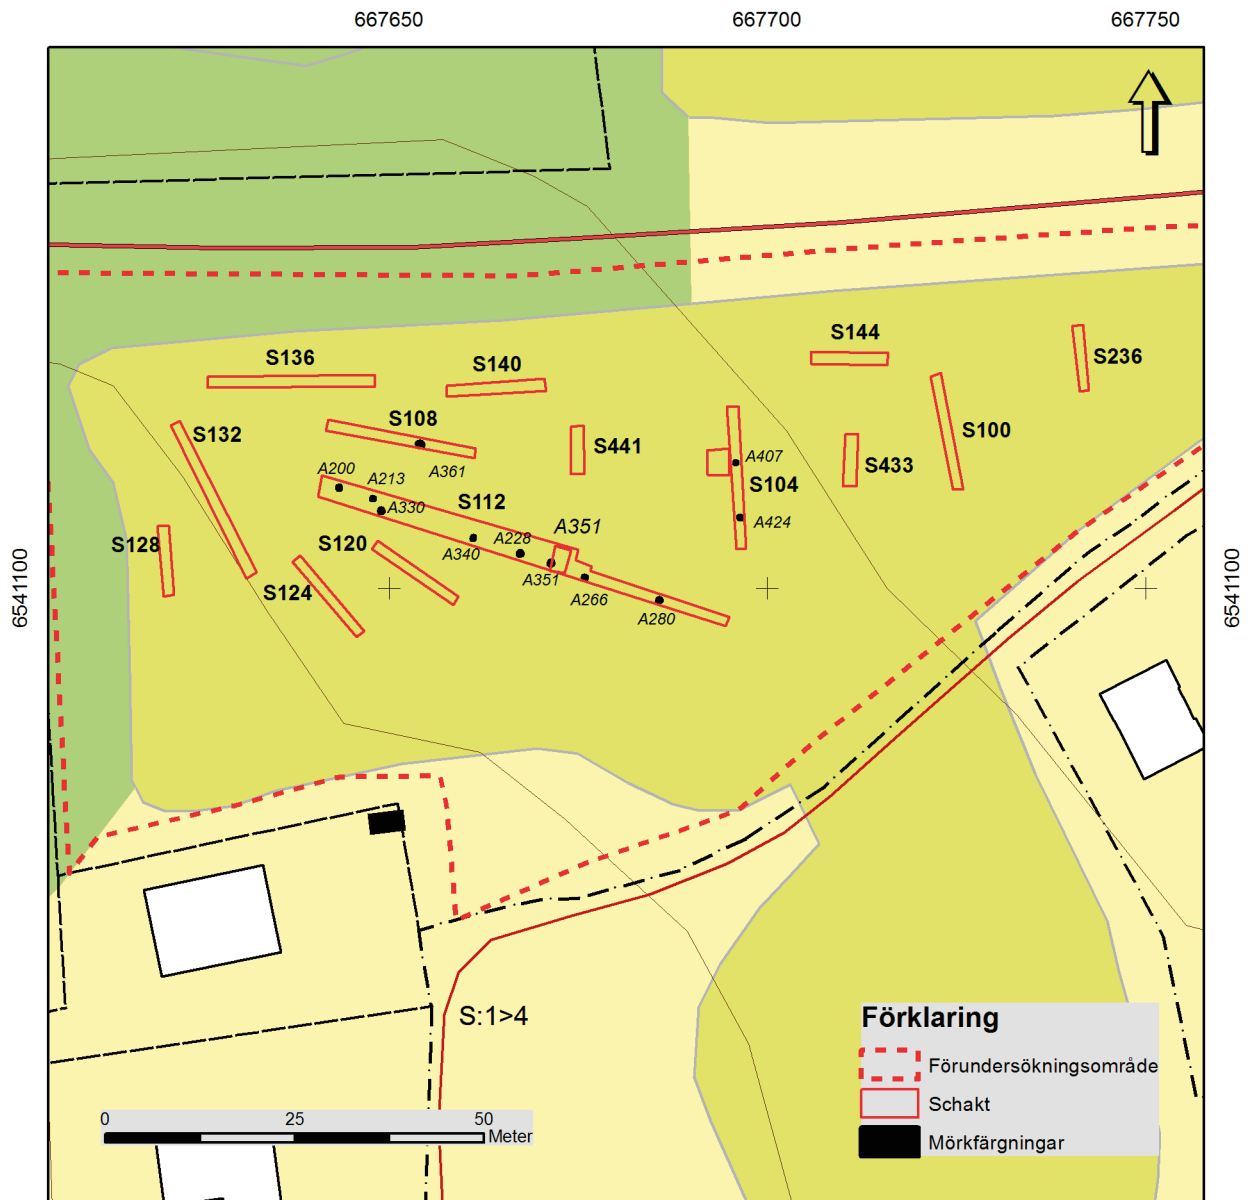 667650
667700
667750
S136
S140
S144
S236
S108
S132
S441
S100
A361
A407
S433
A200
A213
S104
A330
S112
A424
A351
S128
S120
A228
A340
A351
6541100
6541100
S124
A266
A280
S:1>4
Förklaring
Förundersökningsområde
Schakt
Mörkfärgningar
0 25 50
Meter